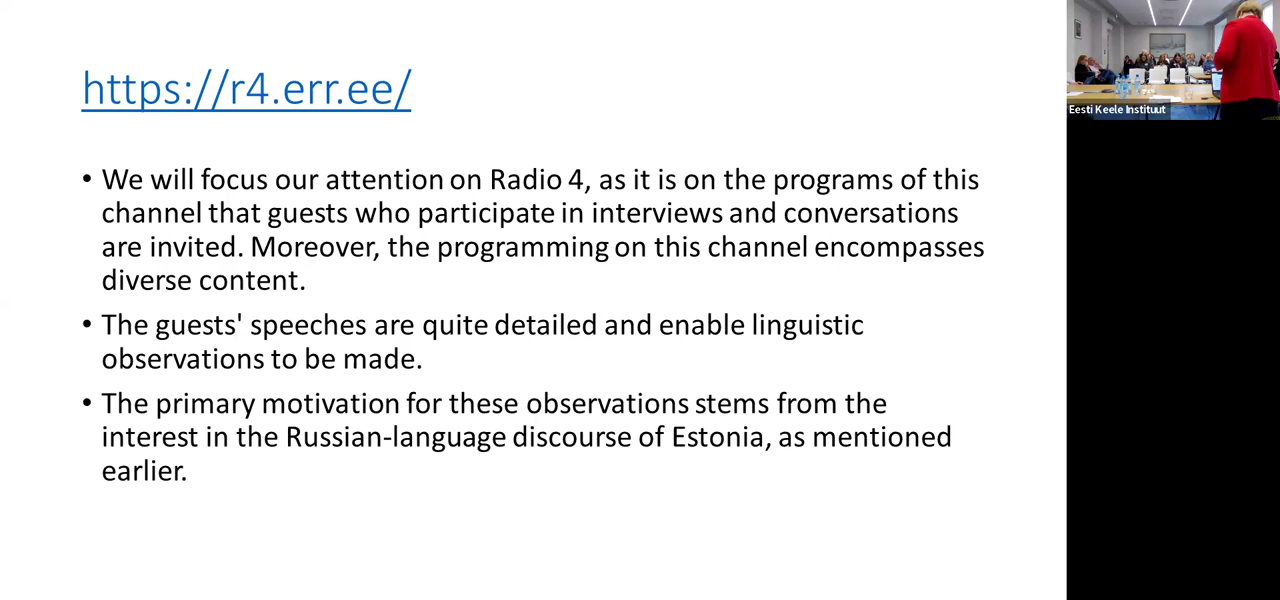 https://r4.err.ee/
• We will focus our attention on Radio 4, as it is on the programs of this
channel that guests who participate in interviews and conversations
are invited. Moreover, the programming on this channel encompasses
diverse content.
• The guests' speeches are quite detailed and enable linguistic
observations to be made.
• The primary motivation for these observations stems from the
interest in the Russian-language discourse of Estonia, as mentioned
earlier.
Eesti Keele Instituut